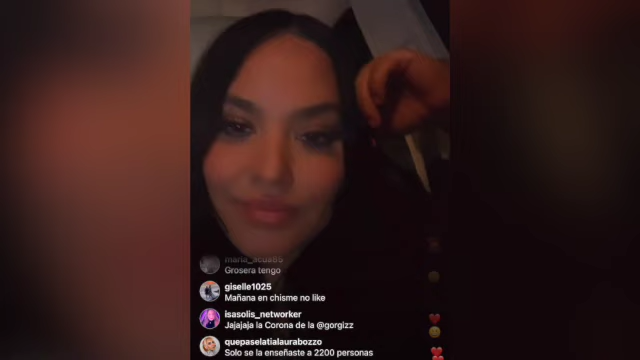 Grosera tengo
giselle1025
Mañana en chisme no like
isasolis_networker
Jajajaja la Corona de la @gorgizz
quepaselatialaurabozzo
Solo se la enseñaste a 2200 personas